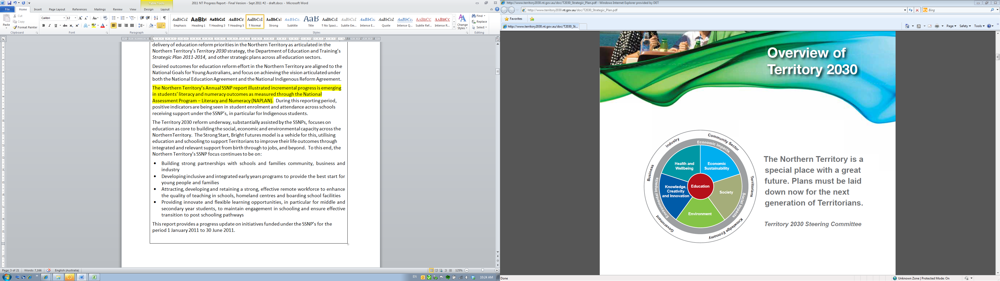 2011 NT Progress Report - Final Version - Sept 2011 #2 - draft.docx - Microsoft Word
Table Tools
File Home Insert Page Layout References Mailings Review View Design Layout
Paste
Cut
Copy
Format Painter
Clipboard
Calibri 12
Font
Paragraph
AaBbCcI AaBb( AaBbCcE AaBbCc AaBbCcI AaBbCc AaBbCc. AaB AaBbCcI AaBbCcI AaBbCcI AaBbCcI AaBbCcI AaBbCc AaBbCc
Emphasis Heading 1 ¶ Heading 3 ¶ Heading 5 ¶ Normal Strong Subtitle Title ¶ No Spaci... Subtle Em... Intense E... Quote Intense Q... Subtle Ref... Intense R...
Styles
Change
Styles
Find
Replace
Select
Editing
delivery of education reform priorities in the Northern Territory as articulated in the
Northern Territory's Territory 2030 strategy, the Department of Education and Training's
Strategic Plan 2011-2014, and other strategic plans across all education sectors.
Desired outcomes for education reform effort in the Northern Territory are aligned to the
National Goals for Young Australians, and focus on achieving the vision articulated under
both the National Education Agreement and the National Indigenous Reform Agreement.
The Northern Territory's Annual SSNP report illustrated incremental progress is emerging
in students' literacy and numeracy outcomes as measured through the National
Assessment Program – Literacy and Numeracy (NAPLAN). During this reporting period,
positive indicators are being seen in student enrolment and attendance across schools
receiving support under the SSNP's, in particular for Indigenous students.
The Territory 2030 reform underway, substantially assisted by the SSNPs, focuses on
education as core to building the social, economic and environmental capacity across the
Northern Territory. The Strong Start, Bright Futures model is a vehicle for this, utilising
education and schooling to support Territorians to improve their life outcomes through
integrated and relevant support from birth through to jobs, and beyond. To this end, the
Northern Territory's SSNP focus continues to be on:
• Building strong partnerships with schools and families community, business and
industry
• Developing inclusive and integrated early years programs to provide the best start for
young people and families
• Attracting, developing and retaining a strong, effective remote workforce to enhance
the quality of teaching in schools, homeland centres and boarding school facilities
• Providing innovate and flexible learning opportunities, in particular for middle and
secondary year students, to maintain engagement in schooling and ensure effective
transition to post schooling pathways
This report provides a progress update on initiatives funded under the SSNP's for the
period 1 January 2011 to 30 June 2011.
Page: 3 of 21 Words: 7,166 English (Australia) 125%
EN 10:24 AM
http://www.territory2030.nt.gov.au/doc/T2030_Strategic_Plan.pdf - Windows Internet Explorer provided by DET
http://www.territory2030.nt.gov.au/doc/T2030_Strategic_Plan.pdf
Bing
Favorites
http://www.territory2030.nt.gov.au/doc/T2030_St...
Page Safety Tools
Overview of
Territory 2030
Industry
Community Sector
Territorians
Knowledge Economy
Government
Business
Economic Impacts
Social Impacts
Environmental Impacts
Health and
Wellbeing
Economic
Sustainability
Knowledge,
Creativity
and Innovation
Education
Society
Environment
The Northern Territory is a
special place with a great
future. Plans must be laid
down now for the next
generation of Territorians.
Territory 2030 Steering Committee
Done
Unknown Zone | Protected Mode: On